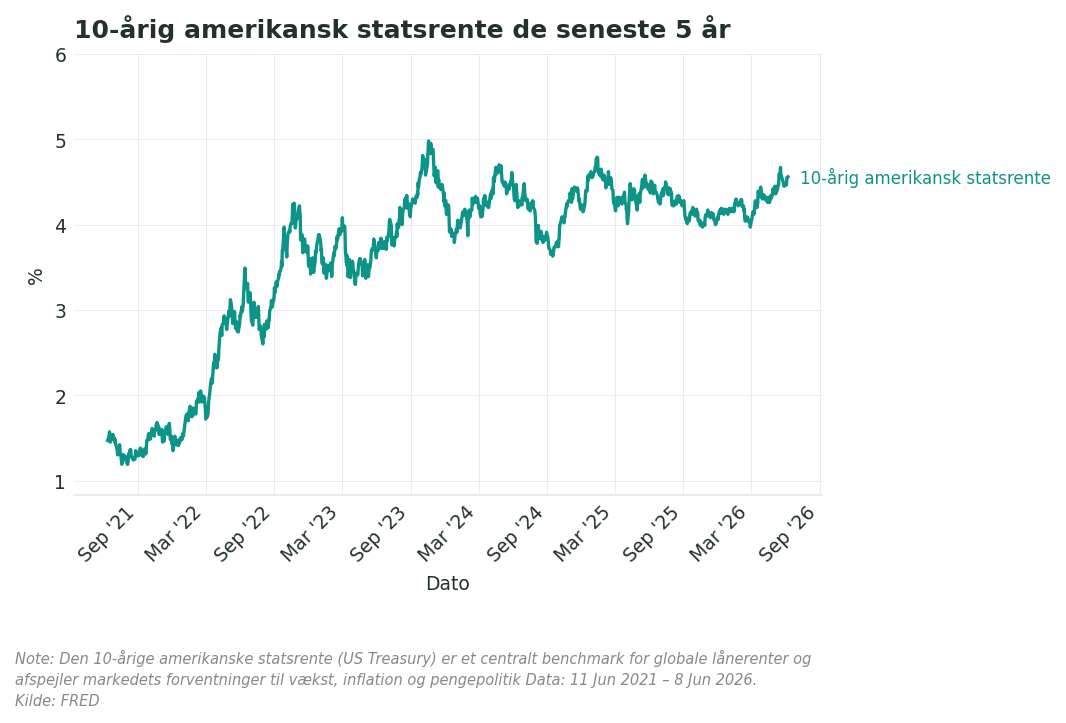 10-årig amerikansk statsrente de seneste 5 år
6
5
4
3
2
1
%
10-årig amerikansk statsrente
Sep '21
Mar '22
Sep '22
Mar '23
Sep '23
Mar '24
Sep '24
Mar '25
Sep '25
Mar '26
Sep '26
Dato
Note: Den 10-årige amerikanske statsrente (US Treasury) er et centralt benchmark for globale lånerenter og
afspejler markedets forventninger til vækst, inflation og pengepolitik Data: 11 Jun 2021 – 8 Jun 2026.
Kilde: FRED